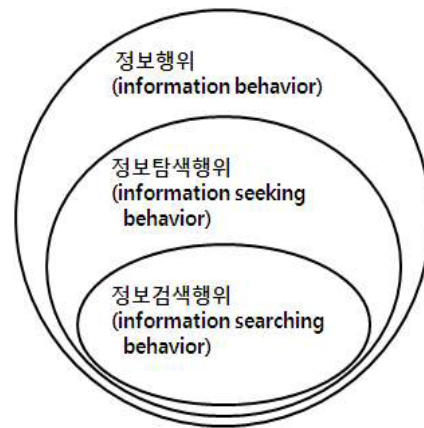 정보행위
(information behavior)
정보탐색행위
(information seeking
behavior)
정보검색행위
(information searching
behavior)